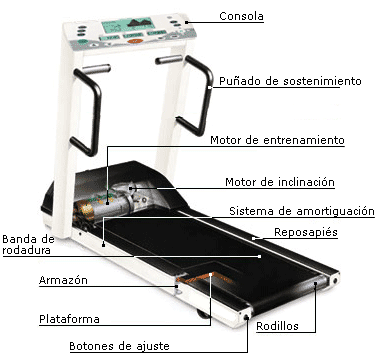 Consola
Puñado de sostenimiento
Motor de entrenamiento
Motor de inclinación
Sistema de amortiguación
Banda de
rodadura
Reposapiés
Armazón
Plataforma
Rodillos
Botones de ajuste